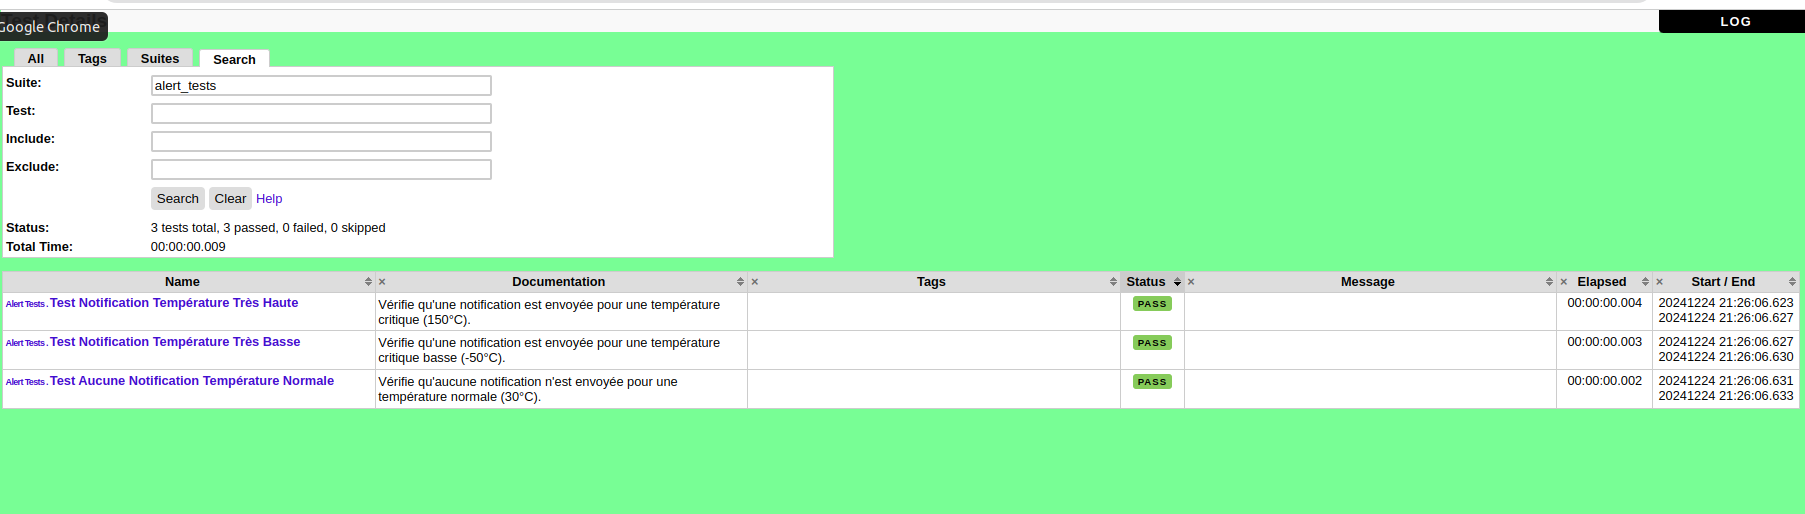 Google Chrome
LOG
All Tags Suites Search
Suite: alert_tests
Test:
Include:
Exclude:
Search Clear Help
Status: 3 tests total, 3 passed, 0 failed, 0 skipped
Total Time: 00:00:00.009
Name × Documentation × Tags Status × Message × Elapsed × Start / End
Alert Tests . Test Notification Température Très Haute Vérifie qu'une notification est envoyée pour une température PASS 00:00:00.004 20241224 21:26:06.623
critique (150°C). 20241224 21:26:06.627
Alert Tests . Test Notification Température Très Basse Vérifie qu'une notification est envoyée pour une température PASS 00:00:00.003 20241224 21:26:06.627
critique basse (-50°C). 20241224 21:26:06.630
Alert Tests . Test Aucune Notification Température Normale Vérifie qu'aucune notification n'est envoyée pour une PASS 00:00:00.002 20241224 21:26:06.631
température normale (30°C). 20241224 21:26:06.633